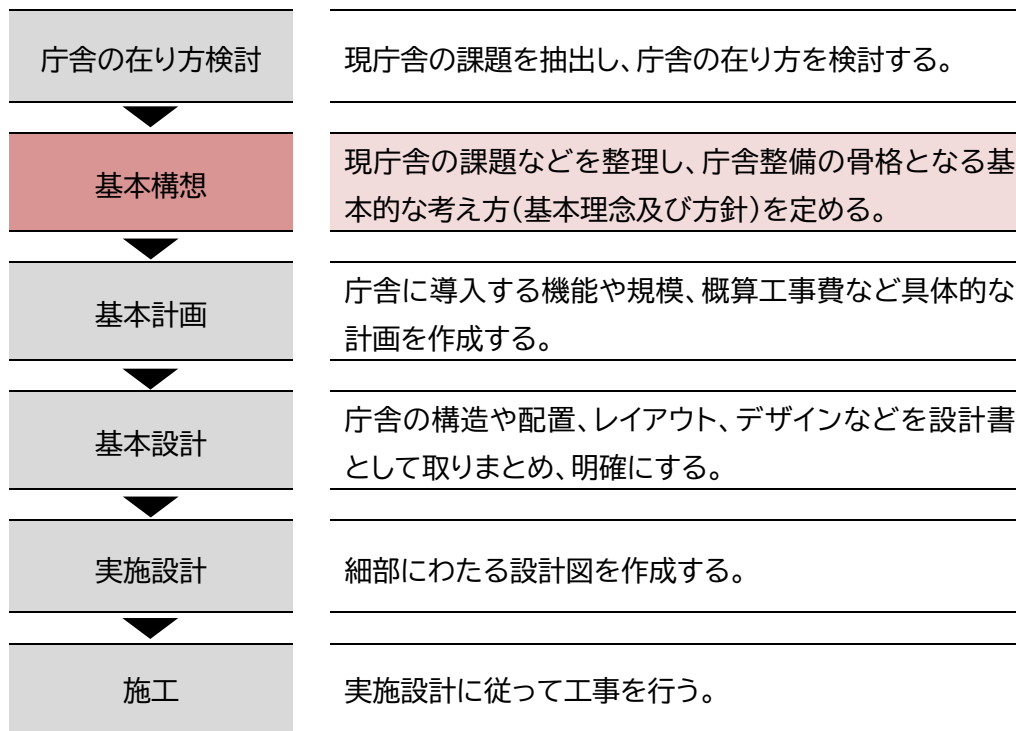 庁舎の在り方検討
現庁舎の課題を抽出し、庁舎の在り方を検討する。
基本構想
現庁舎の課題などを整理し、庁舎整備の骨格となる基
本的な考え方(基本理念及び方針)を定める。
基本計画
庁舎に導入する機能や規模、概算工事費など具体的な
計画を作成する。
基本設計
庁舎の構造や配置、レイアウト、デザインなどを設計書
として取りまとめ、明確にする。
実施設計
細部にわたる設計図を作成する。
施工
実施設計に従って工事を行う。